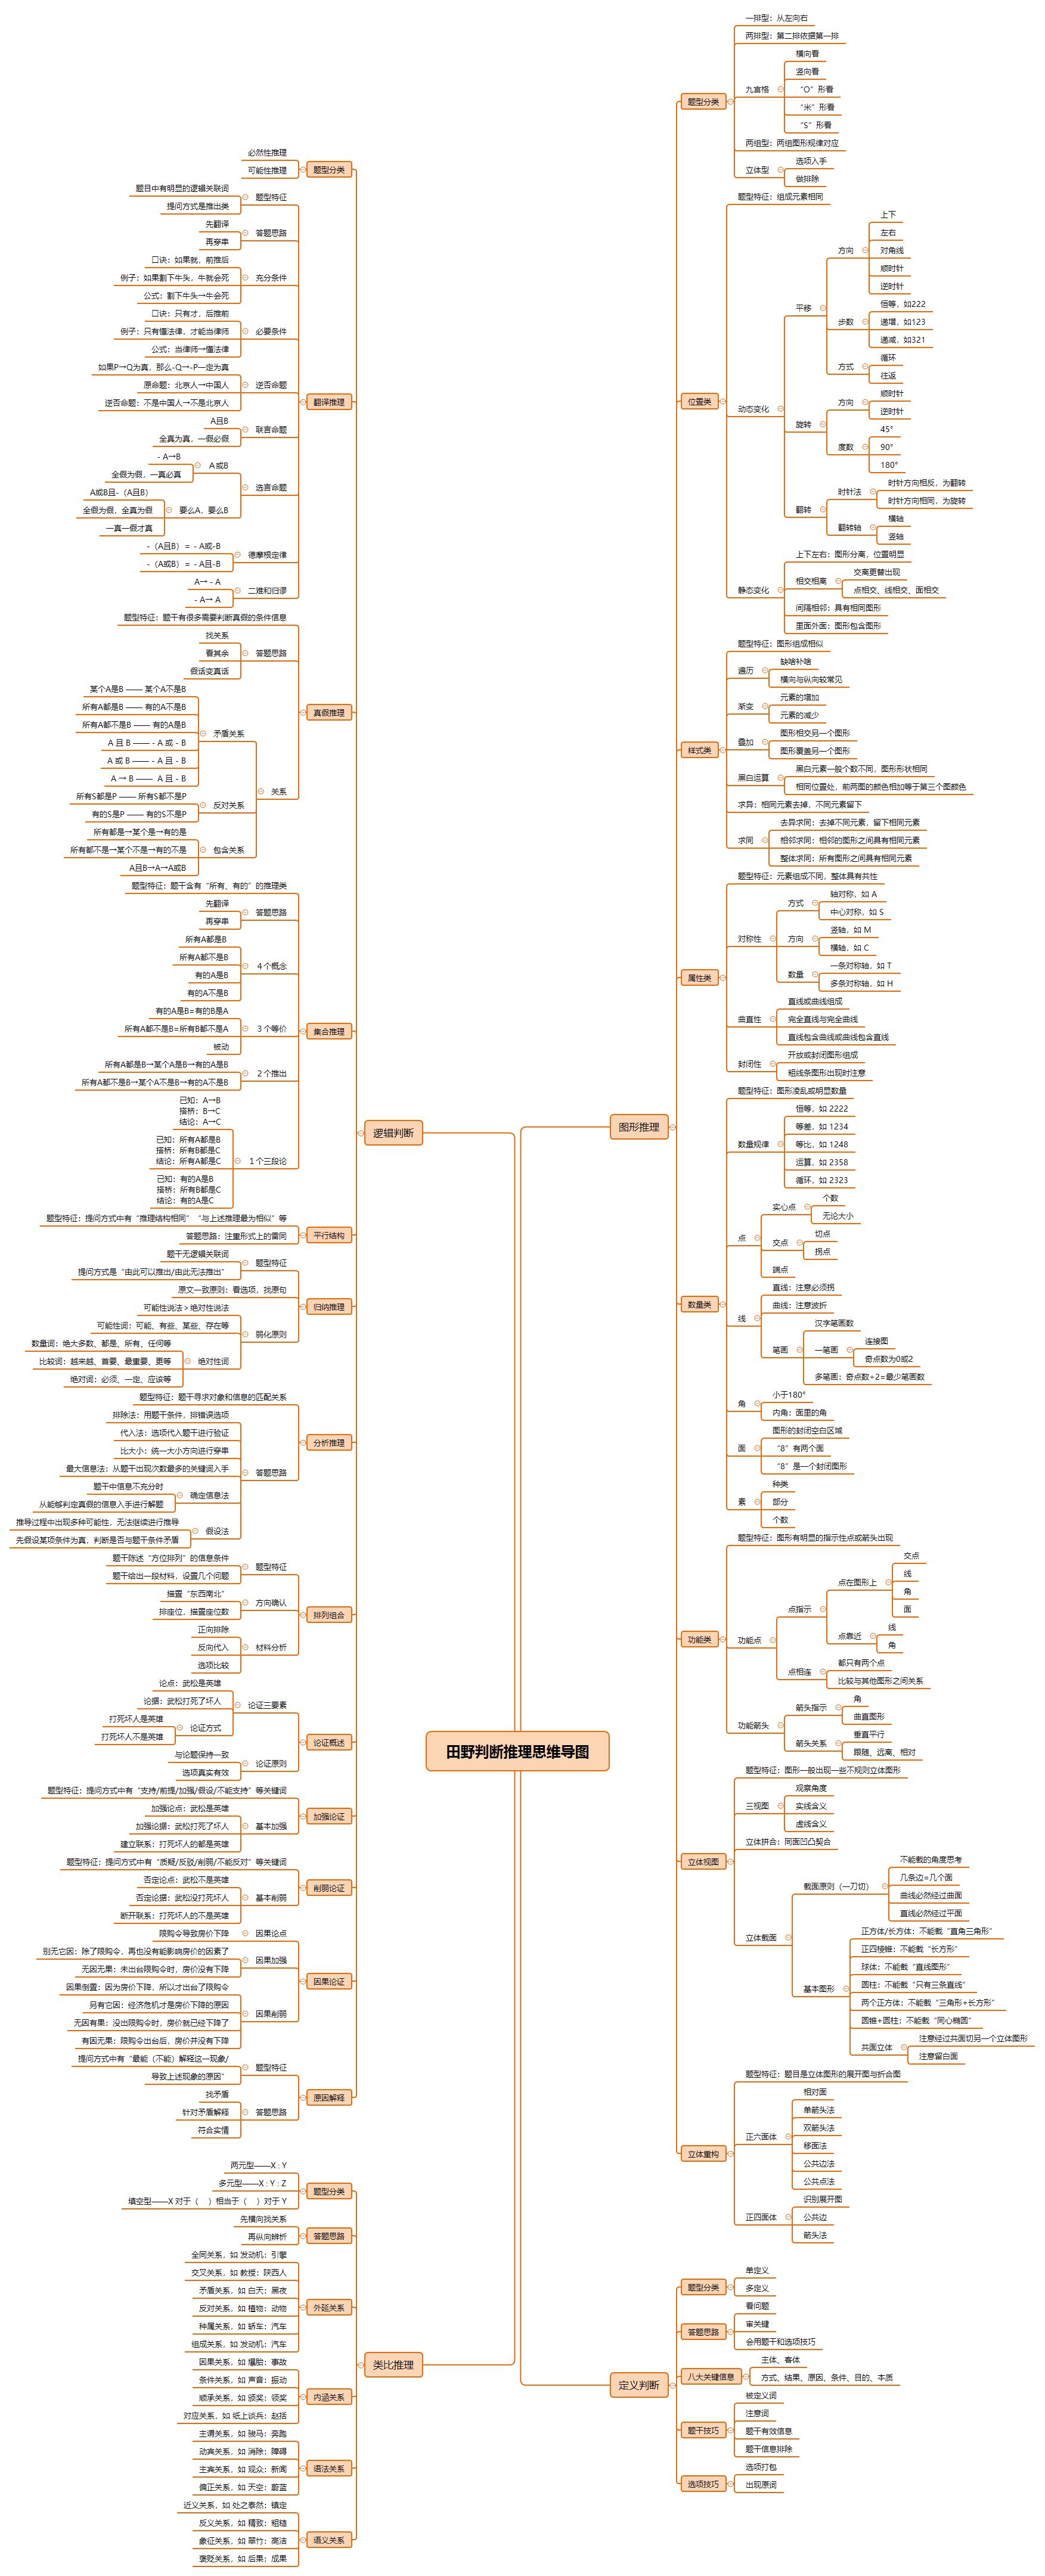 田野判断推理思维导图
图形推理
题型分类
一排型：从左向右
两排型：第二排依据第一排
九宫格
横向看
竖向看
“O”形看
“米”形看
“S”形看
两组型：两组图形规律对应
立体型
选项入手
做排除
位置类
题型特征：组成元素相同
动态变化
平移
方向
上下
左右
对角线
顺时针
逆时针
步数
恒等，如222
递增，如123
递减，如321
方式
循环
往返
旋转
方向
顺时针
逆时针
度数
45°
90°
180°
翻转
时针法
时针方向相反，为翻转
时针方向相同，为旋转
翻转轴
横轴
竖轴
静态变化
上下左右：图形分离，位置明显
相交相离
交离更替出现
点相交、线相交、面相交
间隔相邻：具有相同图形
里面外面：图形包含图形
样式类
题型特征：图形组成相似
遍历
缺啥补啥
横向与纵向较常见
渐变
元素的增加
元素的减少
叠加
图形相交另一个图形
图形覆盖另一个图形
黑白运算
黑白元素一般个数不同，图形形状相同
相同位置处，前两图的颜色相加等于第三个图颜色
求异：相同元素去掉，不同元素留下
求同
去异求同：去掉不同元素，留下相同元素
相邻求同：相邻的图形之间具有相同元素
整体求同：所有图形之间具有相同元素
属性类
题型特征：元素组成不同，整体具有共性
对称性
方式
轴对称，如 A
中心对称，如 S
方向
竖轴，如 M
横轴，如 C
数量
一条对称轴，如 T
多条对称轴，如 H
曲直性
直线或曲线组成
完全直线与完全曲线
直线包含曲线或曲线包含直线
封闭性
开放或封闭图形组成
粗线条图形出现时注意
数量类
题型特征：图形凌乱或明显数量
数量规律
恒等，如 2222
等差，如 1234
等比，如 1248
运算，如 2358
循环，如 2323
点
实心点
个数
无论大小
交点
切点
拐点
端点
线
直线：注意必须拐
曲线：注意波折
笔画
汉字笔画数
一笔画
连接图
奇点数为0或2
多笔画：奇点数÷2=最少笔画数
角
小于180°
内角：面里的角
面
图形的封闭空白区域
“8”有两个面
“8”是一个封闭图形
素
种类
部分
个数
功能类
题型特征：图形有明显的指示性点或箭头出现
功能点
点指示
点在图形上
交点
线
角
面
点靠近
线
角
点相连
都只有两个点
比较与其他图形之间关系
功能箭头
箭头指示
角
曲直图形
箭头关系
垂直平行
跟随、远离、相对
立体视图
题型特征：图形一般出现一些不规则立体图形
三视图
观察角度
实线含义
虚线含义
立体拼合：同面凹凸契合
立体截面
截面原则（一刀切）
不能截的角度思考
几条边=几个面
曲线必然经过曲面
直线必然经过平面
基本图形
正方体/长方体：不能截“直角三角形”
正四棱锥：不能截“长方形”
球体：不能截“直线图形”
圆柱：不能截“只有三条直线”
两个正方体：不能截“三角形+长方形”
圆锥+圆柱：不能截“同心椭圆”
共面立体
注意经过共面切另一个立体图形
注意留白面
立体重构
题型特征：题目是立体图形的展开图与折合图
正六面体
相对面
单箭头法
双箭头法
移面法
公共边法
公共点法
正四面体
识别展开图
公共边
箭头法
定义判断
题型分类
单定义
多定义
答题思路
看问题
审关键
会用题干和选项技巧
八大关键信息
主体、客体
方式、结果、原因、条件、目的、本质
题干技巧
被定义词
注意词
题干有效信息
题干信息排除
选项技巧
选项打包
出现原词
逻辑判断
题型分类
必然性推理
可能性推理
翻译推理
题型特征
题目中有明显的逻辑关联词
提问方式是推出类
答题思路
先翻译
再穿串
充分条件
口诀：如果就，前推后
例子：如果割下牛头，牛就会死
公式：割下牛头→牛会死
必要条件
口诀：只有才，后推前
例子：只有懂法律，才能当律师
公式：当律师→懂法律
逆否命题
如果P→Q为真，那么-Q→-P一定为真
原命题：北京人→中国人
逆否命题：不是中国人→不是北京人
联言命题
A且B
全真为真，一假必假
选言命题
A或B
- A→B
全假为假，一真必真
要么A，要么B
A或B且-（A且B）
全假为假，全真为假
一真一假才真
德摩根定律
-（A且B）= - A或-B
-（A或B）= - A且-B
二难和归谬
A→ - A
- A→ A
真假推理
题型特征：题干有很多需要判断真假的条件信息
答题思路
找关系
看其余
假话变真话
关系
矛盾关系
某个A是B —— 某个A不是B
所有A都是B —— 有的A不是B
所有A都不是B —— 有的A是B
A 且 B —— - A 或 - B
A 或 B —— - A 且 - B
A → B —— A 且 - B
反对关系
所有S都是P —— 所有S都不是P
有的S是P —— 有的S不是P
包含关系
所有都是→某个是→有的是
所有都不是→某个不是→有的不是
A且B→A→A或B
集合推理
题型特征：题干含有“所有、有的”的推理类
答题思路
先翻译
再穿串
4个概念
所有A都是B
所有A都不是B
有的A是B
有的A不是B
3个等价
有的A是B=有的B是A
所有A都不是B=所有B都不是A
被动
2个推出
所有A都是B→某个A是B→有的A是B
所有A都不是B→某个A不是B→有的A不是B
1个三段论
已知：A→B
搭桥：B→C
结论：A→C
已知：所有A都是B
搭桥：所有B都是C
结论：所有A都是C
已知：有的A是B
搭桥：所有B都是C
结论：有的A是C
平行结构
题型特征：提问方式中有“推理结构相同”“与上述推理最为相似”等
答题思路：注重形式上的雷同
归纳推理
题型特征
题干无逻辑关联词
提问方式是“由此可以推出/由此无法推出”
原文一致原则：看选项，找原句
弱化原则
可能性说法＞绝对性说法
可能性词：可能、有些、某些、存在等
绝对性词
数量词：绝大多数、都是、所有、任何等
比较词：越来越、首要、最重要、更等
绝对词：必须、一定、应该等
分析推理
题型特征：题干寻求对象和信息的匹配关系
答题思路
排除法：用题干条件，排错误选项
代入法：选项代入题干进行验证
比大小：统一大小方向进行穿串
最大信息法：从题干出现次数最多的关键词入手
确定信息法
题干中信息不充分时
从能够判定真假的信息入手进行解题
假设法
推导过程中出现多种可能性，无法继续进行推导
先假设某项条件为真，判断是否与题干条件矛盾
排列组合
题型特征
题干陈述“方位排列”的信息条件
题干给出一段材料，设置几个问题
方向确认
描置“东西南北”
排座位，描置座位数
材料分析
正向排除
反向代入
选项比较
论证概述
论证三要素
论点：武松是英雄
论据：武松打死了坏人
论证方式
打死坏人是英雄
打死坏人不是英雄
论证原则
与论题保持一致
选项真实有效
加强论证
题型特征：提问方式中有“支持/前提/加强/假设/不能支持”等关键词
基本加强
加强论点：武松是英雄
加强论据：武松打死了坏人
建立联系：打死坏人的都是英雄
削弱论证
题型特征：提问方式中有“质疑/反驳/削弱/不能反对”等关键词
基本削弱
否定论点：武松不是英雄
否定论据：武松没打死坏人
断开联系：打死坏人的不是英雄
因果论证
因果论点
限购令导致房价下降
因果加强
别无它因：除了限购令，再也没有能影响房价的因素了
无因无果：未出台限购令时，房价没有下降
因果削弱
因果倒置：因为房价下降，所以才出台了限购令
另有它因：经济危机才是房价下降的原因
无因有果：没出限购令时，房价就已经下降了
有因无果：限购令出台后，房价并没有下降
原因解释
题型特征
提问方式中有“最能（不能）解释这一现象/
导致上述现象的原因”
答题思路
找矛盾
针对矛盾解释
符合实情
类比推理
题型分类
两元型——X : Y
多元型——X : Y : Z
填空型——X 对于（ ）相当于（ ）对于 Y
答题思路
先横向找关系
再纵向辨析
外延关系
全同关系，如 发动机：引擎
交叉关系，如 教授：陕西人
矛盾关系，如 白天：黑夜
反对关系，如 植物：动物
种属关系，如 轿车：汽车
组成关系，如 发动机：汽车
内涵关系
因果关系，如 爆胎：事故
条件关系，如 声音：振动
顺承关系，如 颁奖：领奖
对应关系，如 纸上谈兵：赵括
语法关系
主谓关系，如 骏马：奔跑
动宾关系，如 消除：障碍
主宾关系，如 观众：新闻
偏正关系，如 天空：蔚蓝
语义关系
近义关系，如 处之泰然：镇定
反义关系，如 精致：粗糙
象征关系，如 翠竹：高洁
褒贬关系，如 后果：成果